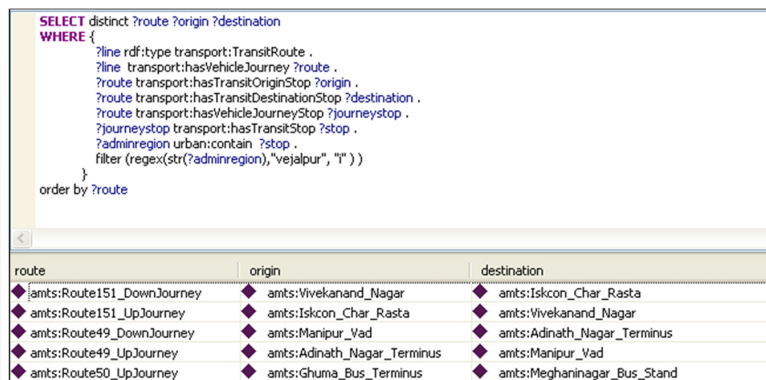 SELECT distinct ?route ?origin ?destination
WHERE {
?line rdf:type transport:TransitRoute .
?line transport:hasVehicleJourney ?route .
?route transport:hasTransitOriginStop ?origin .
?route transport:hasTransitDestinationStop ?destination .
?route transport:hasVehicleJourneyStop ?journeystop .
?journeystop transport:hasTransitStop ?stop .
?adminregion urban:contain ?stop .
filter (regex(str(?adminregion),"vejalpur", "i" ) )
}
order by ?route
route origin destination
amts:Route151_DownJourney amts:Vivekanand_Nagar amts:Iskcon_Char_Rasta
amts:Route151_UpJourney amts:Iskcon_Char_Rasta amts:Vivekanand_Nagar
amts:Route49_DownJourney amts:Manipur_Vad amts:Adinath_Nagar_Terminus
amts:Route49_UpJourney amts:Adinath_Nagar_Terminus amts:Manipur_Vad
amts:Route50_UpJourney amts:Ghuma_Bus_Terminus amts:Meghaninagar_Bus_Stand